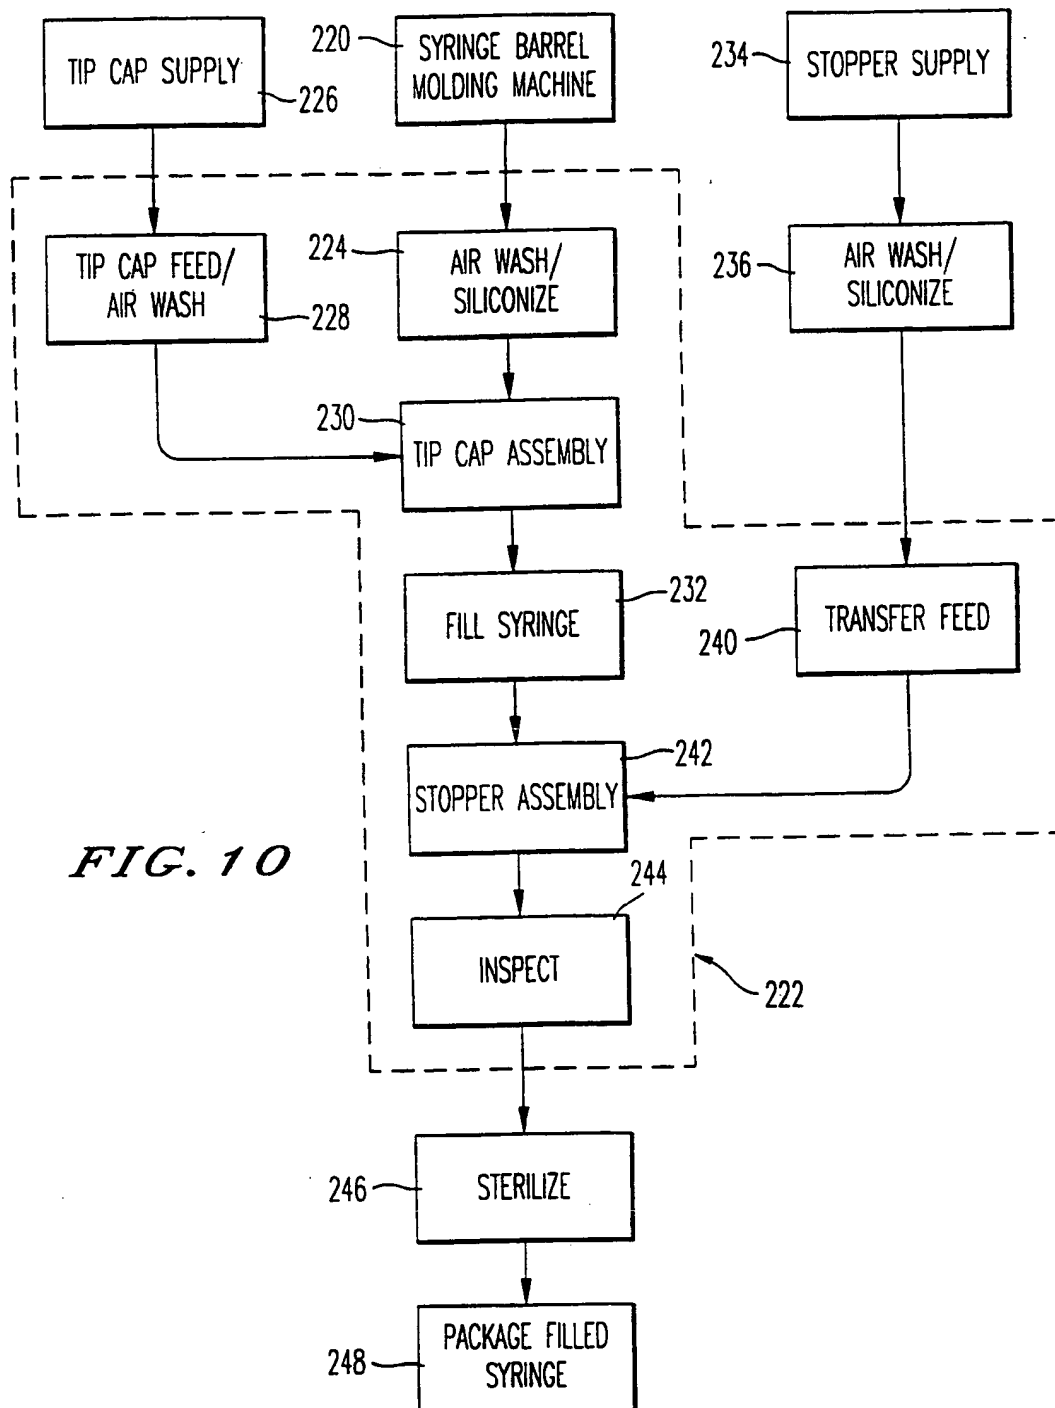 TIP CAP SUPPLY
226
220
SYRINGE BARREL
MOLDING MACHINE
234
STOPPER SUPPLY
TIP CAP FEED/
AIR WASH
228
224
AIR WASH/
SILICONIZE
236
AIR WASH/
SILICONIZE
230
TIP CAP ASSEMBLY
FILL SYRINGE
232
240
TRANSFER FEED
STOPPER ASSEMBLY
242
FIG. 10
244
INSPECT
222
246
STERILIZE
248
PACKAGE FILLED
SYRINGE